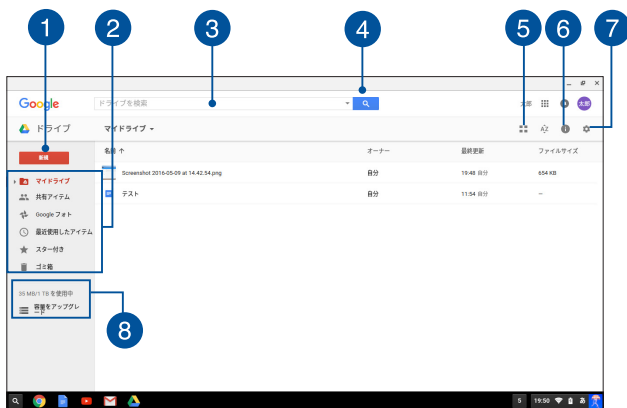 1 2 3 4 5 6 7
Google ドライブを検索 太郎 太郎
ドライブ マイドライブ AZ
新規 名前 ↑ オーナー 最終更新 ファイルサイズ
Screenshot 2016-05-09 at 14.42.54.png 自分 19:48 自分 654 KB
テスト 自分 11:54 自分 –
マイドライブ
共有アイテム
Google フォト
最近使用したアイテム
スター付き
ゴミ箱
35 MB/1 TB を使用中
容量をアップグレ
ード
8
5 19:50 あ